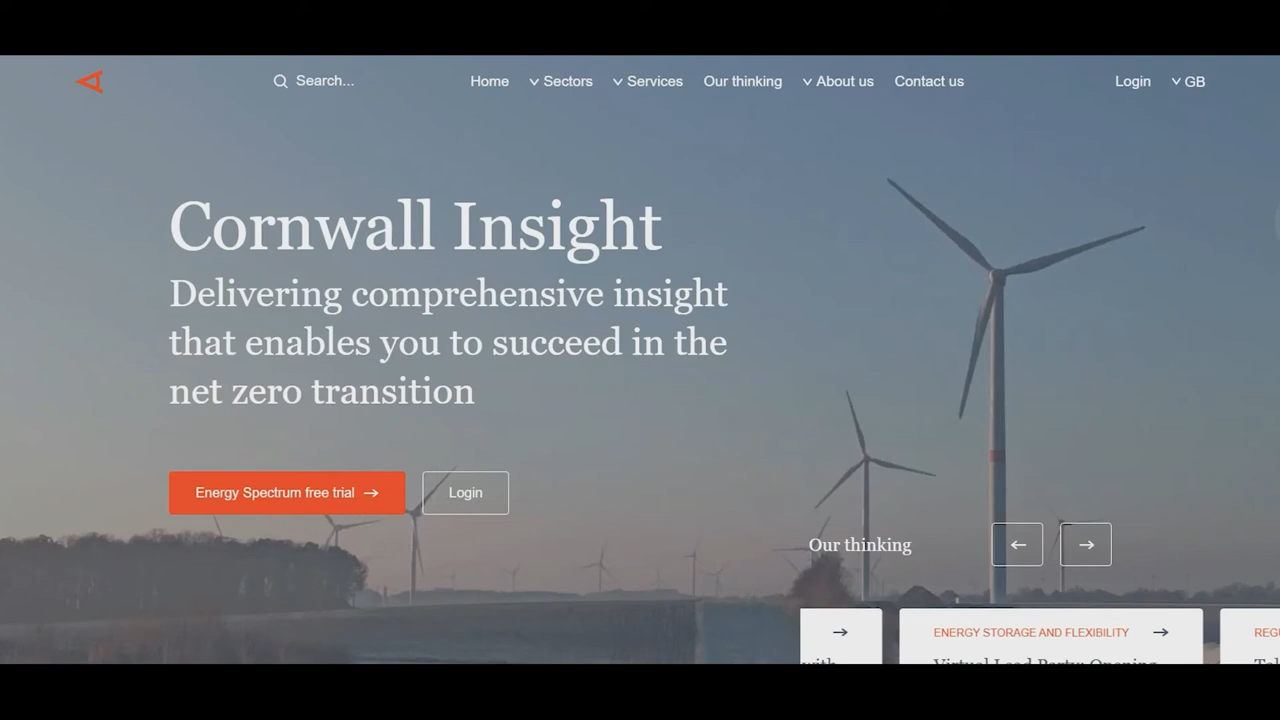 Search...
Home
Sectors
Services
Our thinking
About us
Contact us
Login
GB
Cornwall Insight
Delivering comprehensive insight
that enables you to succeed in the
net zero transition
Energy Spectrum free trial
Login
Our thinking
ENERGY STORAGE AND FLEXIBILITY
with
Virtual Lead Party: Opening